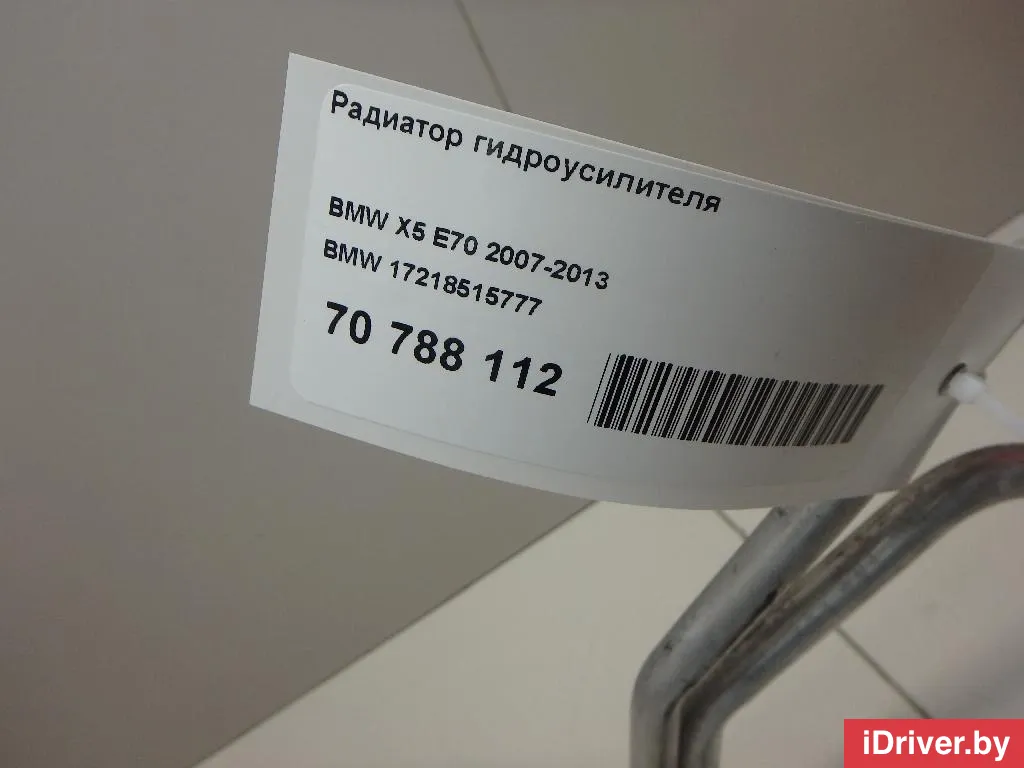 Радиатор гидроусилителя
BMW X5 E70 2007-2013
BMW 17218515777
70 788 112
iDriver.by